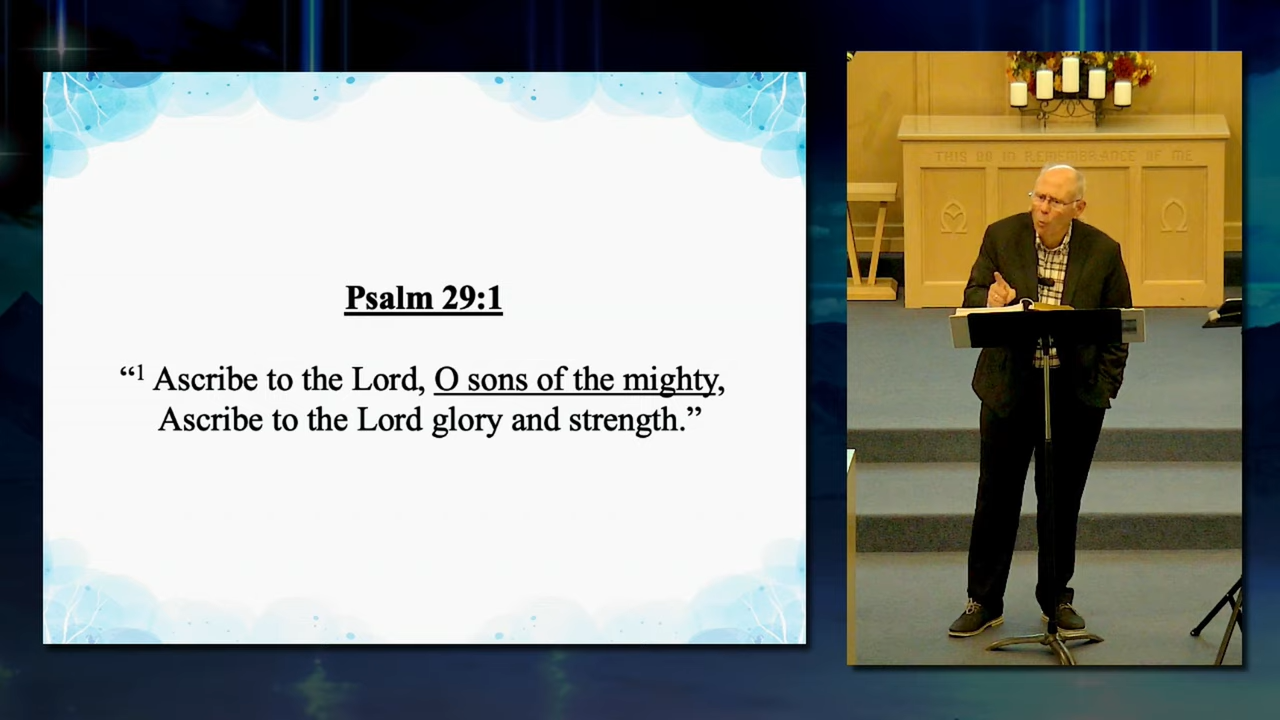 Psalm 29:1
“¹ Ascribe to the Lord, O sons of the mighty,
Ascribe to the Lord glory and strength.”
THIS DO IN REMEMBRANCE OF ME